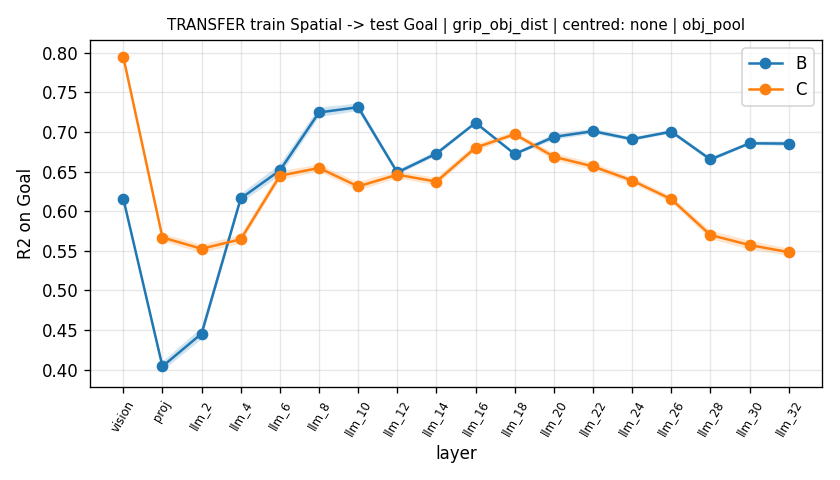 TRANSFER train Spatial -> test Goal | grip_obj_dist | centred: none | obj_pool
B
C
R2 on Goal
0.80
0.75
0.70
0.65
0.60
0.55
0.50
0.45
0.40
vision
proj
llm_2
llm_4
llm_6
llm_8
llm_10
llm_12
llm_14
llm_16
llm_18
llm_20
llm_22
llm_24
llm_26
llm_28
llm_30
llm_32
layer